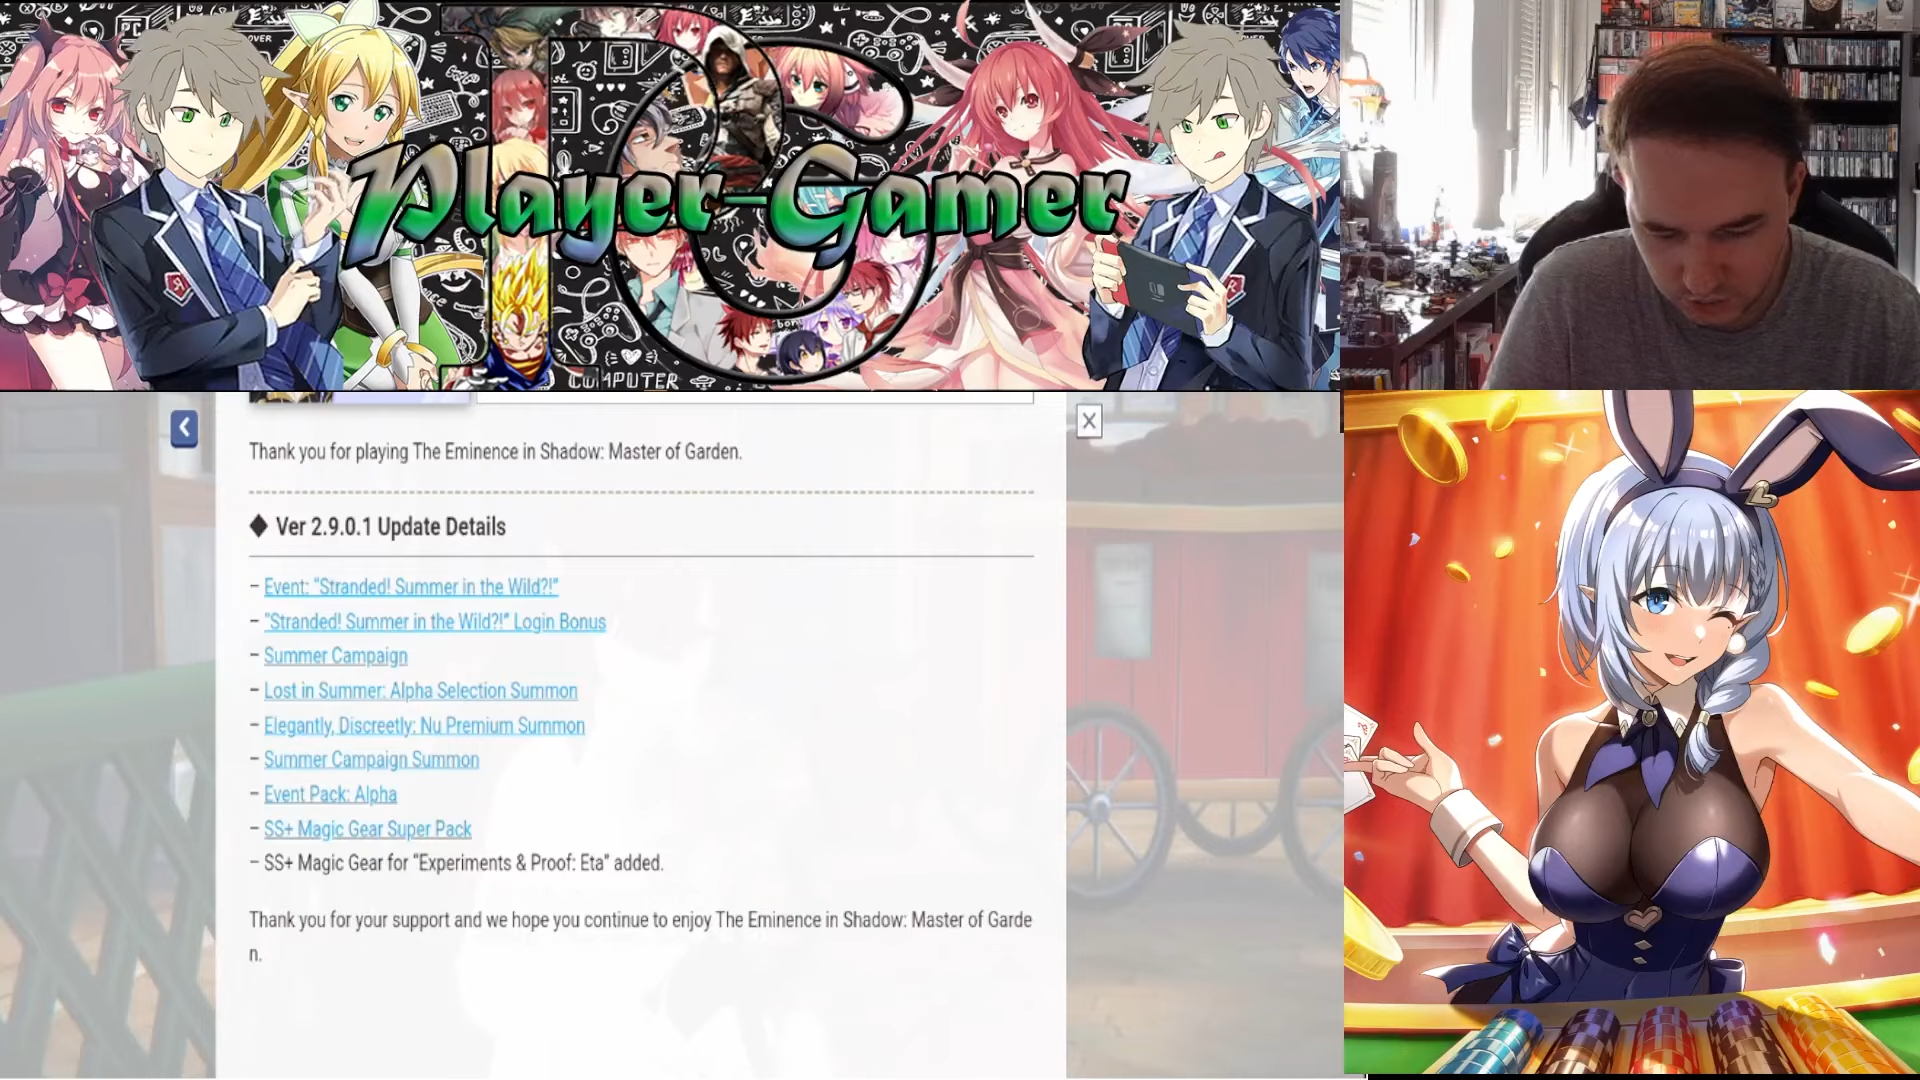 Player-Gamer
COMPUTER
Thank you for playing The Eminence in Shadow: Master of Garden.
◆ Ver 2.9.0.1 Update Details
– Event: “Stranded! Summer in the Wild?!”
– “Stranded! Summer in the Wild?!” Login Bonus
– Summer Campaign
– Lost in Summer: Alpha Selection Summon
– Elegantly, Discreetly: Nu Premium Summon
– Summer Campaign Summon
– Event Pack: Alpha
– SS+ Magic Gear Super Pack
– SS+ Magic Gear for “Experiments & Proof: Eta” added.
Thank you for your support and we hope you continue to enjoy The Eminence in Shadow: Master of Garde
n.